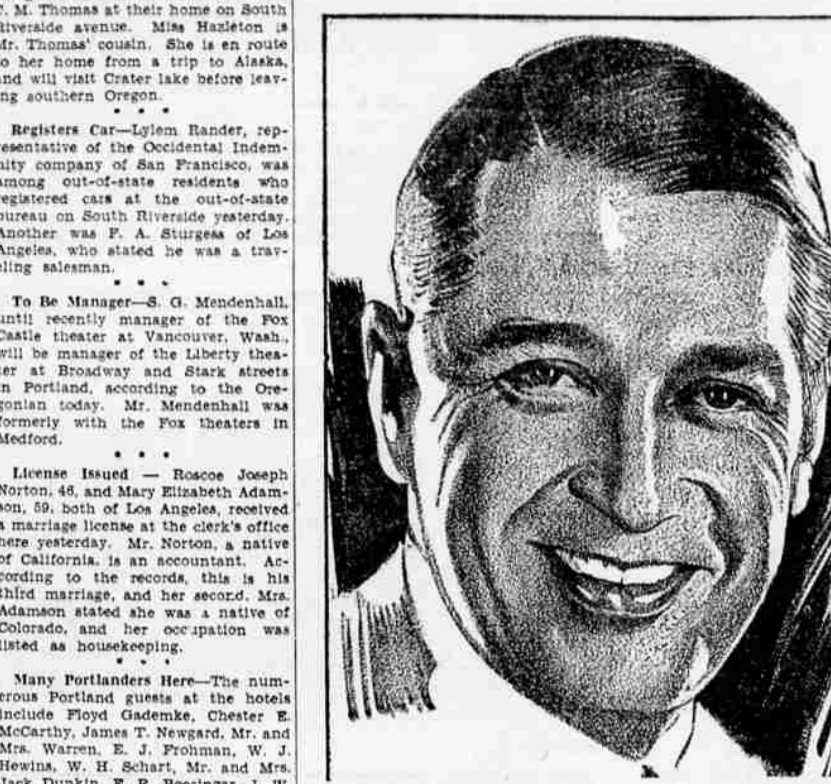 C. M. Thomas at their home on South
Riverside avenue. Miss Hazleton is
Mr. Thomas' cousin. She is en route
to her home from a trip to Alaska,
and will visit Crater lake before leav-
ing southern Oregon.
* * *
Registers Car—Lylem Rander, rep-
resentative of the Occidental Indem-
nity company of San Francisco, was
among out-of-state residents who
registered cars at the out-of-state
bureau on South Riverside yesterday.
Another was F. A. Sturgess of Los
Angeles, who stated he was a trav-
eling salesman.
* * *
To Be Manager—S. G. Mendenhall,
until recently manager of the Fox
Castle theater at Vancouver, Wash.,
will be manager of the Liberty thea-
ter at Broadway and Stark streets
in Portland, according to the Ore-
gonian today. Mr. Mendenhall was
formerly with the Fox theaters in
Medford.
* * *
License Issued — Roscoe Joseph
Norton, 46, and Mary Elizabeth Adam-
son, 59, both of Los Angeles, received
a marriage license at the clerk's office
here yesterday. Mr. Norton, a native
of California, is an accountant. Ac-
cording to the records, this is his
third marriage, and her second. Mrs.
Adamson stated she was a native of
Colorado, and her occupation was
listed as housekeeping.
* * *
Many Portlanders Here—The num-
erous Portland guests at the hotels
include Floyd Gademke, Chester E.
McCarthy, James T. Newgard, Mr. and
Mrs. Warren, E. J. Frohman, W. J.
Hewins, W. H. Schart, Mr. and Mrs.
Jack Dunkin, F. R. J. W.